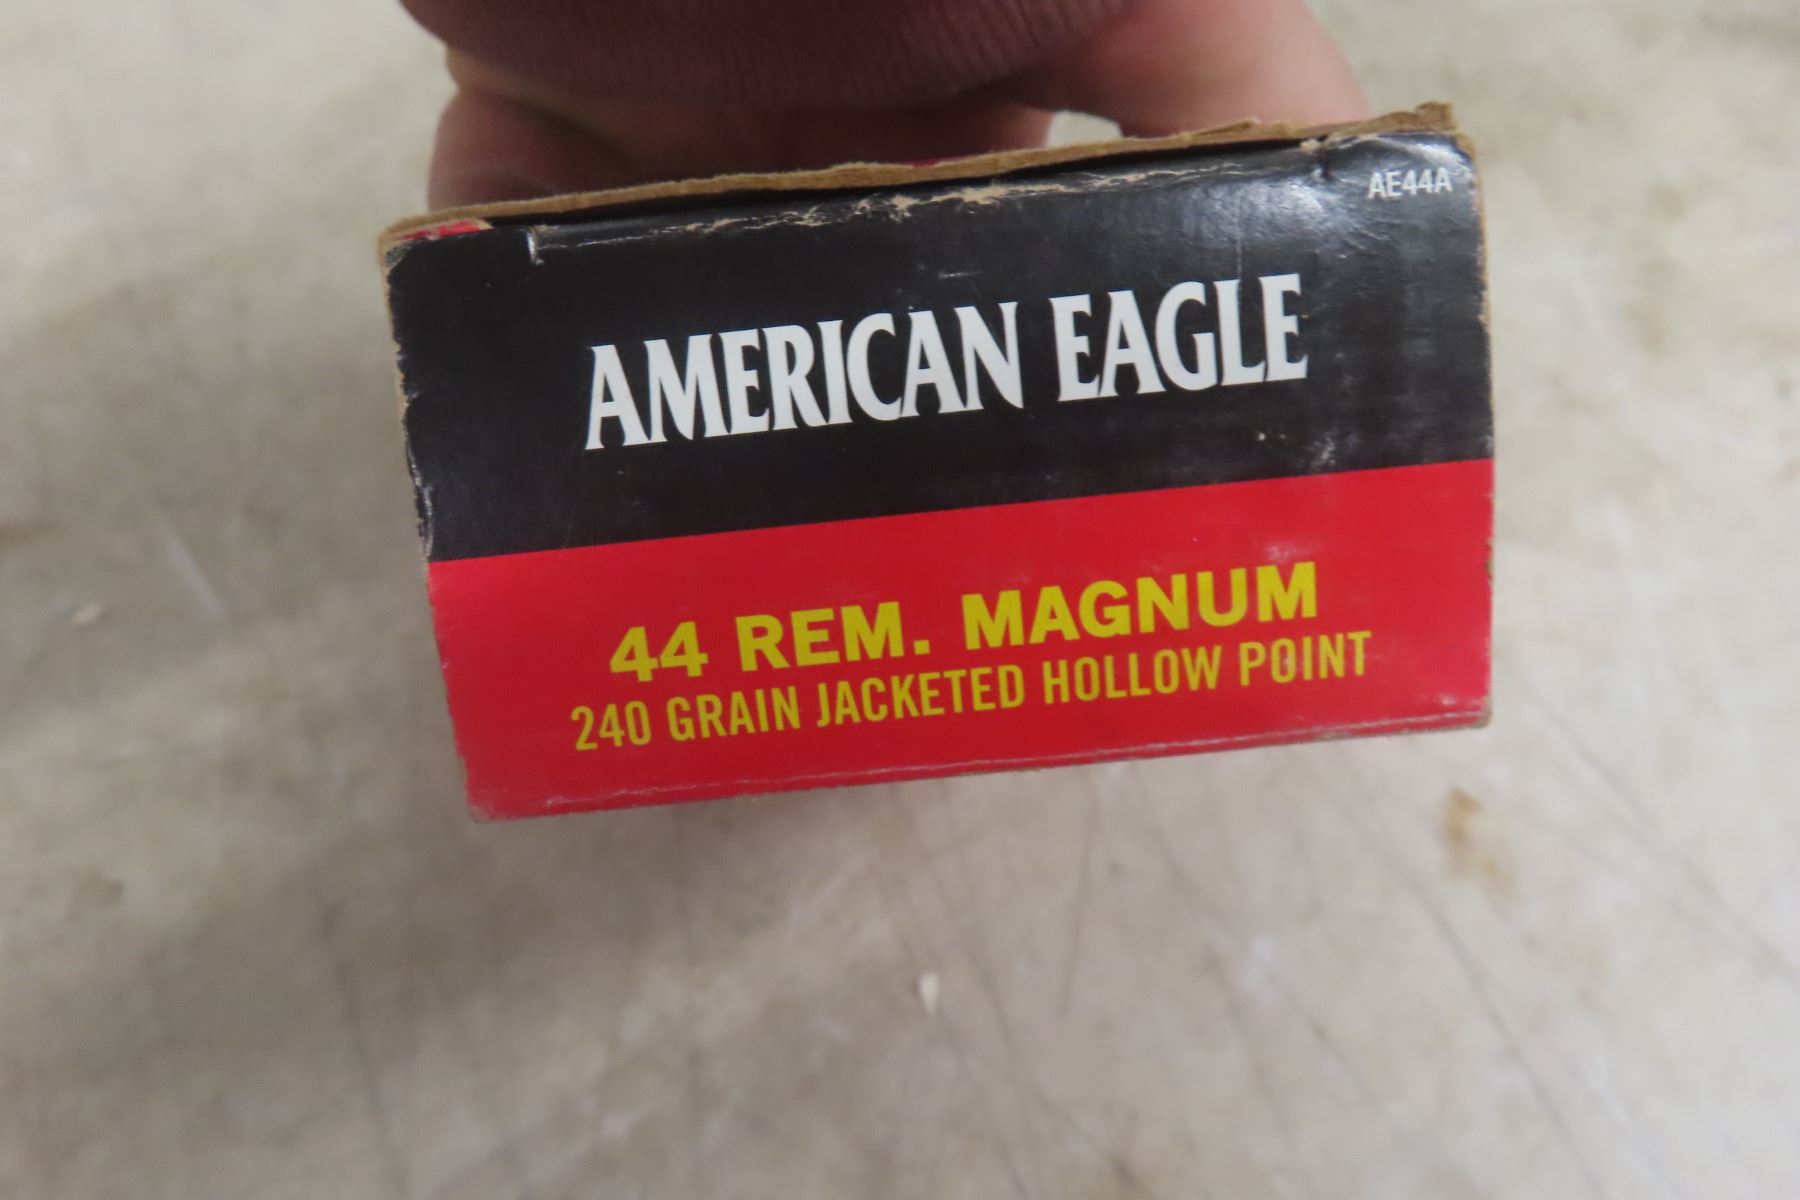 AE44A
AMERICAN EAGLE
44 REM. MAGNUM
240 GRAIN JACKETED HOLLOW POINT